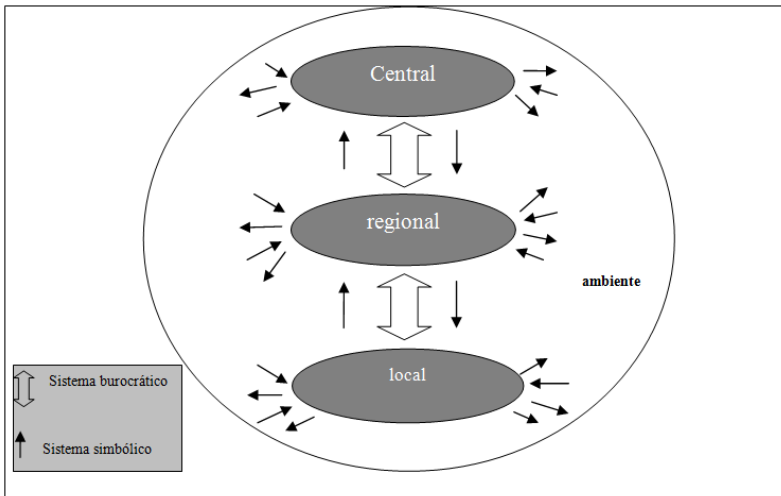 Central
regional
ambiente
local
Sistema burocrático
Sistema simbólico